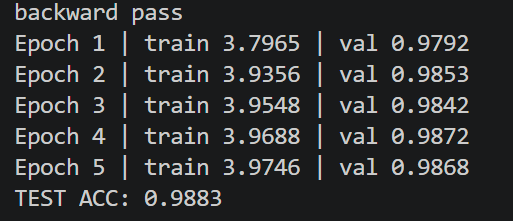 backward pass
Epoch 1 | train 3.7965 | val 0.9792
Epoch 2 | train 3.9356 | val 0.9853
Epoch 3 | train 3.9548 | val 0.9842
Epoch 4 | train 3.9688 | val 0.9872
Epoch 5 | train 3.9746 | val 0.9868
TEST ACC: 0.9883